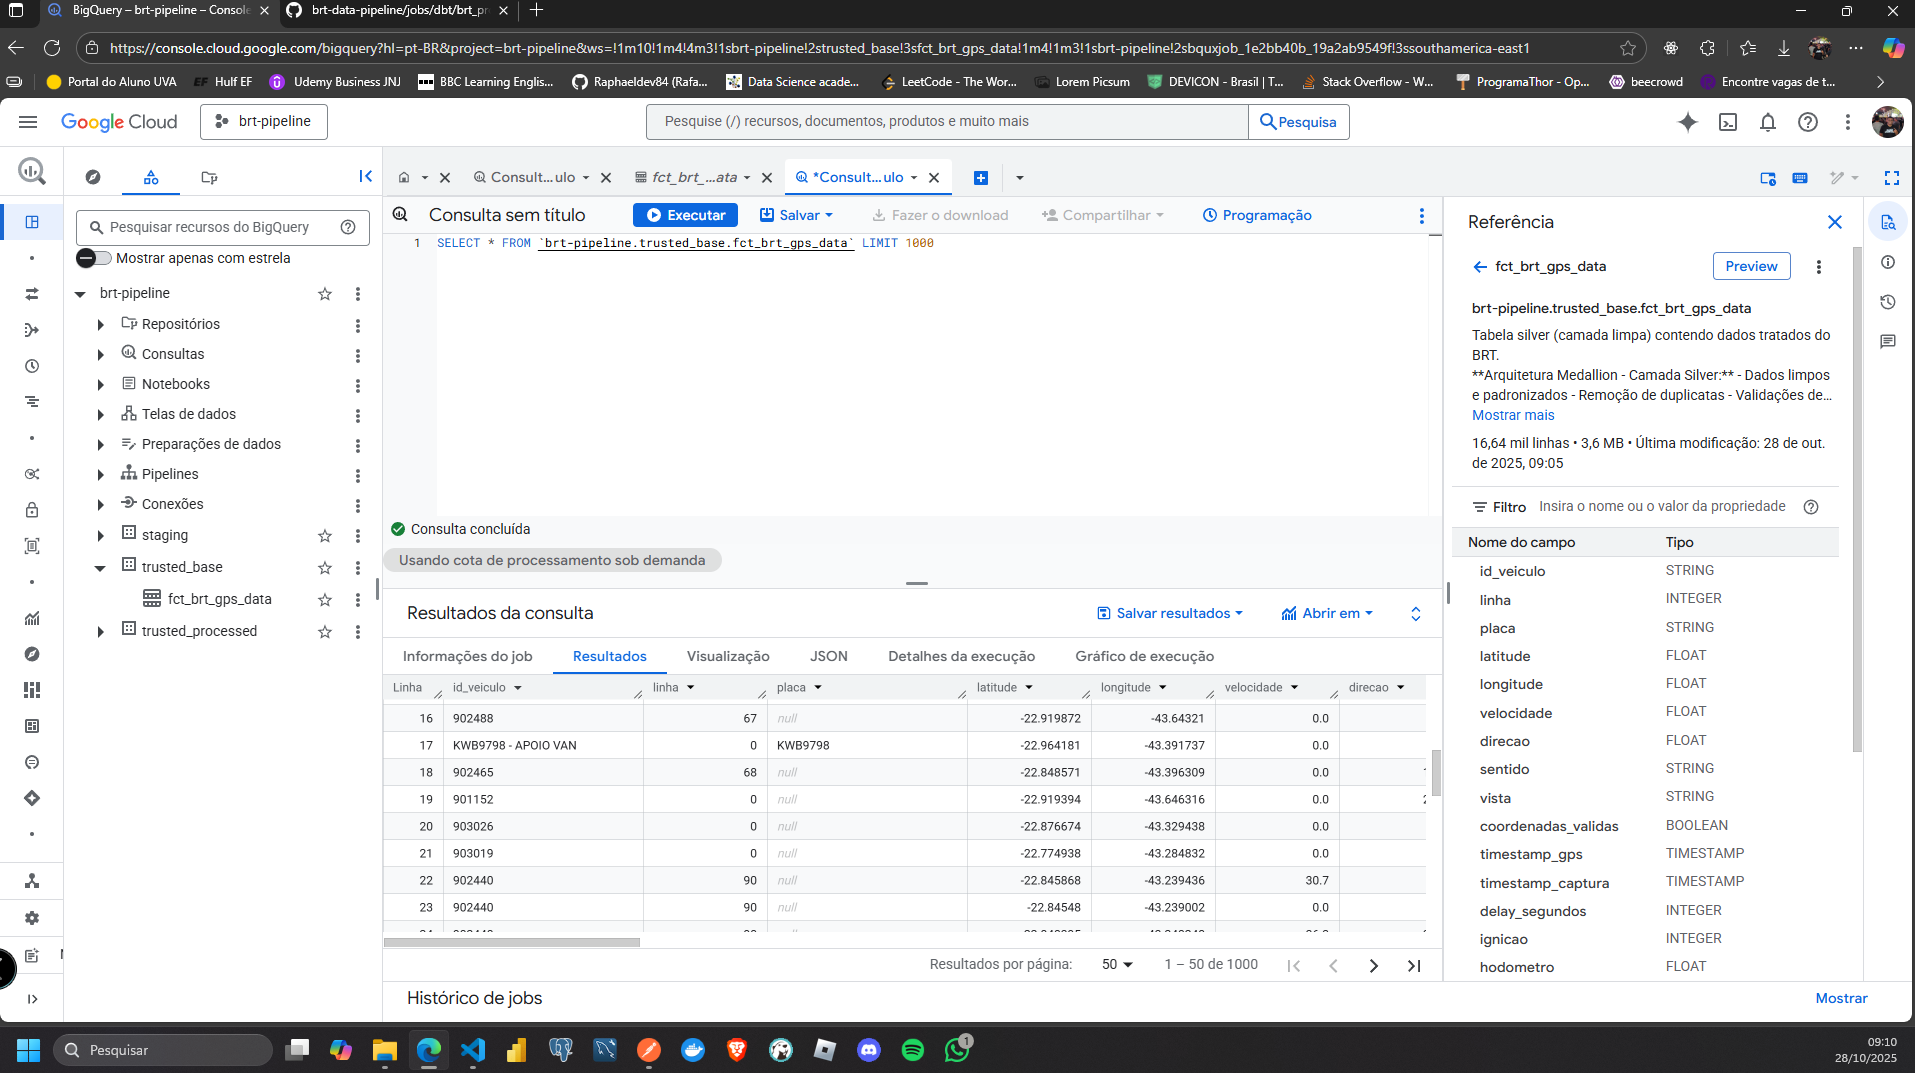 BigQuery – brt-pipeline – Console
brt-data-pipeline/jobs/dbt/brt_pr
https://console.cloud.google.com/bigquery?hl=pt-BR&project=brt-pipeline&ws=!1m10!1m4!4m3!1sbrt-pipeline!2strusted_base!3sfct_brt_gps_data!1m4!1m3!1sbrt-pipeline!2sbquxjob_1e2bb40b_19a2ab9549f!3ssouthamerica-east1
Portal do Aluno UVA
EF Hulf EF
Udemy Business JNJ
BBC Learning Englis...
Raphaeldev84 (Rafa...
Data Science acade...
LeetCode - The Wor...
Lorem Picsum
DEVICON - Brasil | T...
Stack Overflow - W...
ProgramaThor - Op...
beecrowd
Encontre vagas de t...
Google Cloud
brt-pipeline
Pesquise (/) recursos, documentos, produtos e muito mais
Pesquisa
Consult...ulo
fct_brt_...ata
*Consult...ulo
Pesquisar recursos do BigQuery
Mostrar apenas com estrela
brt-pipeline
Repositórios
Consultas
Notebooks
Telas de dados
Preparações de dados
Pipelines
Conexões
staging
trusted_base
fct_brt_gps_data
trusted_processed
Consulta sem título
Executar
Salvar
Fazer o download
Compartilhar
Programação
1 SELECT * FROM `brt-pipeline.trusted_base.fct_brt_gps_data` LIMIT 1000
Consulta concluída
Usando cota de processamento sob demanda
Resultados da consulta
Salvar resultados
Abrir em
Informações do job
Resultados
Visualização
JSON
Detalhes da execução
Gráfico de execução
Linha id_veiculo linha placa latitude longitude velocidade direcao
16 902488 67 null -22.919872 -43.64321 0.0
17 KWB9798 - APOIO VAN 0 KWB9798 -22.964181 -43.391737 0.0
18 902465 68 null -22.848571 -43.396309 0.0
19 901152 0 null -22.919394 -43.646316 0.0
20 903026 0 null -22.876674 -43.329438 0.0
21 903019 0 null -22.774938 -43.284832 0.0
22 902440 90 null -22.845868 -43.239436 30.7
23 902440 90 null -22.84548 -43.239002 0.0
Resultados por página:
50
1 – 50 de 1000
Histórico de jobs
Mostrar
Referência
fct_brt_gps_data
Preview
brt-pipeline.trusted_base.fct_brt_gps_data
Tabela silver (camada limpa) contendo dados tratados do
BRT.
**Arquitetura Medallion - Camada Silver:** - Dados limpos
e padronizados - Remoção de duplicatas - Validações de...
Mostrar mais
16,64 mil linhas • 3,6 MB • Última modificação: 28 de out.
de 2025, 09:05
Filtro
Insira o nome ou o valor da propriedade
Nome do campo Tipo
id_veiculo STRING
linha INTEGER
placa STRING
latitude FLOAT
longitude FLOAT
velocidade FLOAT
direcao FLOAT
sentido STRING
vista STRING
coordenadas_validas BOOLEAN
timestamp_gps TIMESTAMP
timestamp_captura TIMESTAMP
delay_segundos INTEGER
ignicao INTEGER
hodometro FLOAT
Pesquisar
1
09:10
28/10/2025